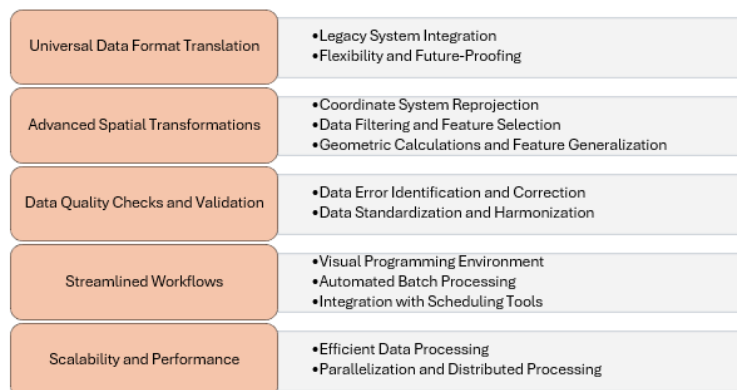 Universal Data Format Translation
•Legacy System Integration
•Flexibility and Future-Proofing
Advanced Spatial Transformations
•Coordinate System Reprojection
•Data Filtering and Feature Selection
•Geometric Calculations and Feature Generalization
Data Quality Checks and Validation
•Data Error Identification and Correction
•Data Standardization and Harmonization
Streamlined Workflows
•Visual Programming Environment
•Automated Batch Processing
•Integration with Scheduling Tools
Scalability and Performance
•Efficient Data Processing
•Parallelization and Distributed Processing